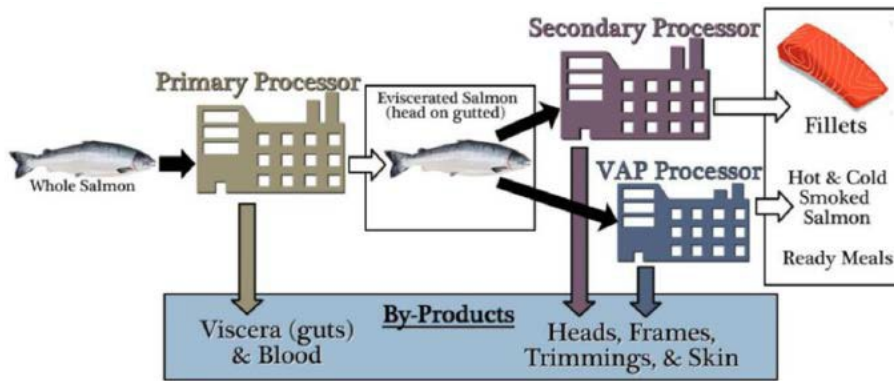 Primary Processor
Secondary Processor
Whole Salmon
Eviscerated Salmon
(head on gutted)
VAP Processor
Fillets
Hot & Cold
Smoked
Salmon
Ready Meals
By-Products
Viscera (guts)
& Blood
Heads, Frames,
Trimmings, & Skin